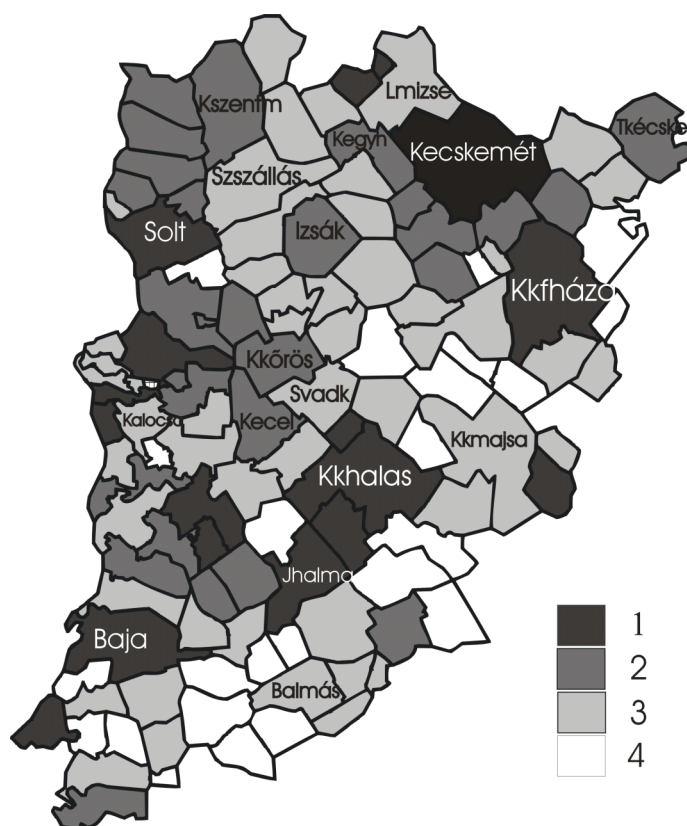 Kszenm
Lmizse
Kegyh
Tkécske
Kecskemét
Szszállás
Izsák
Solt
Kkfháza
Kkőrös
Svadk
Kalocsa
Kecel
Kkmajsa
Kkhalas
Jhalma
Baja
Balmás
1
2
3
4